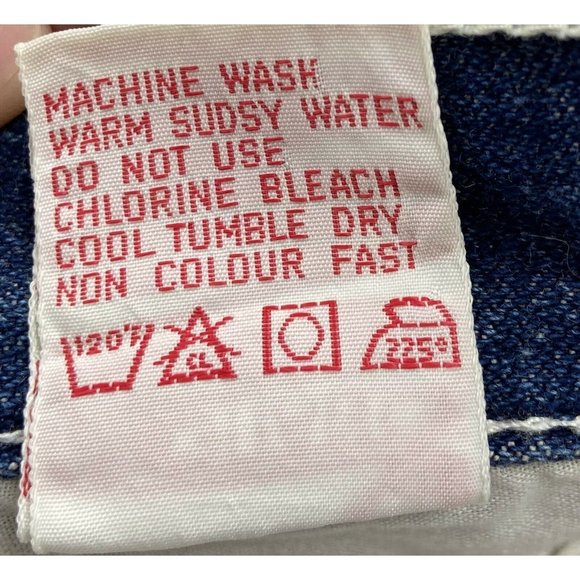 MACHINE WASH
WARM SUDSY WATER
DO NOT USE
CHLORINE BLEACH
COOL TUMBLE DRY
NON COLOUR FAST
120°F CL 225°